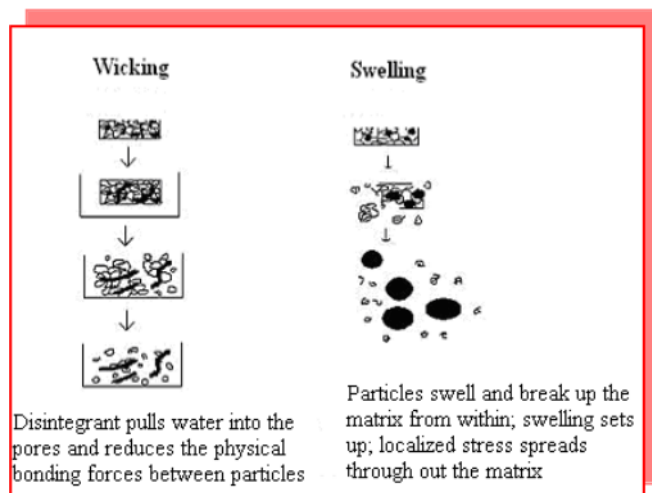 Wicking
Swelling
Disintegrant pulls water into the
pores and reduces the physical
bonding forces between particles
Particles swell and break up the
matrix from within; swelling sets
up; localized stress spreads
through out the matrix